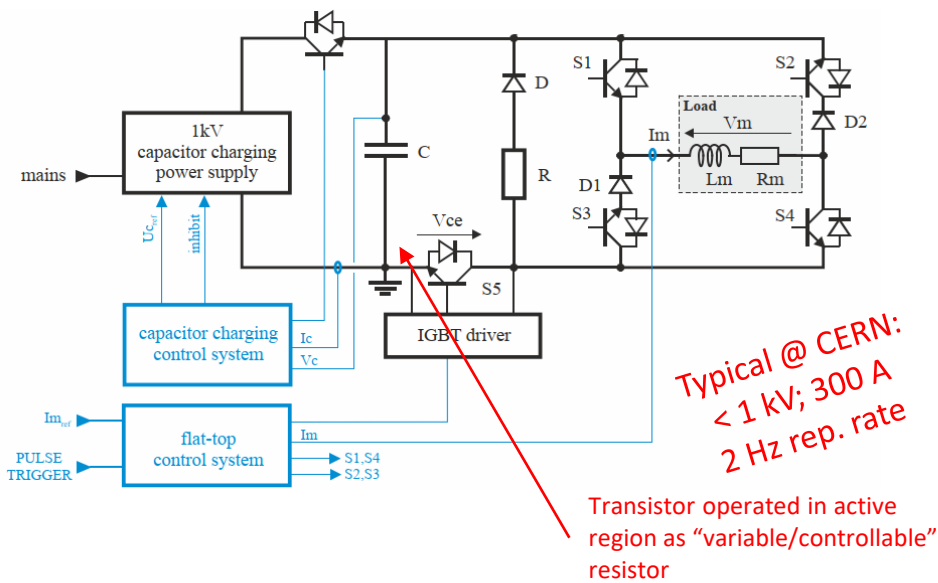 S1
S2
Load
D
Vm
D2
Im
1kV
capacitor charging
power supply
C
mains
R
D1
Lm
Rm
S3
S4
Vce
Uc_ref
inhibit
S5
IGBT driver
capacitor charging
control system
Ic
Vc
Typical @ CERN:
< 1 kV; 300 A
2 Hz rep. rate
Im_ref
flat-top
control system
Im
PULSE
TRIGGER
S1,S4
S2,S3
Transistor operated in active
region as “variable/controllable”
resistor